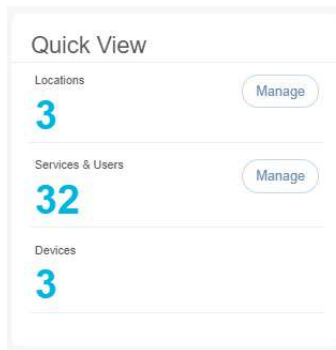 Quick View
Locations
Manage
3
Services & Users
Manage
32
Devices
3